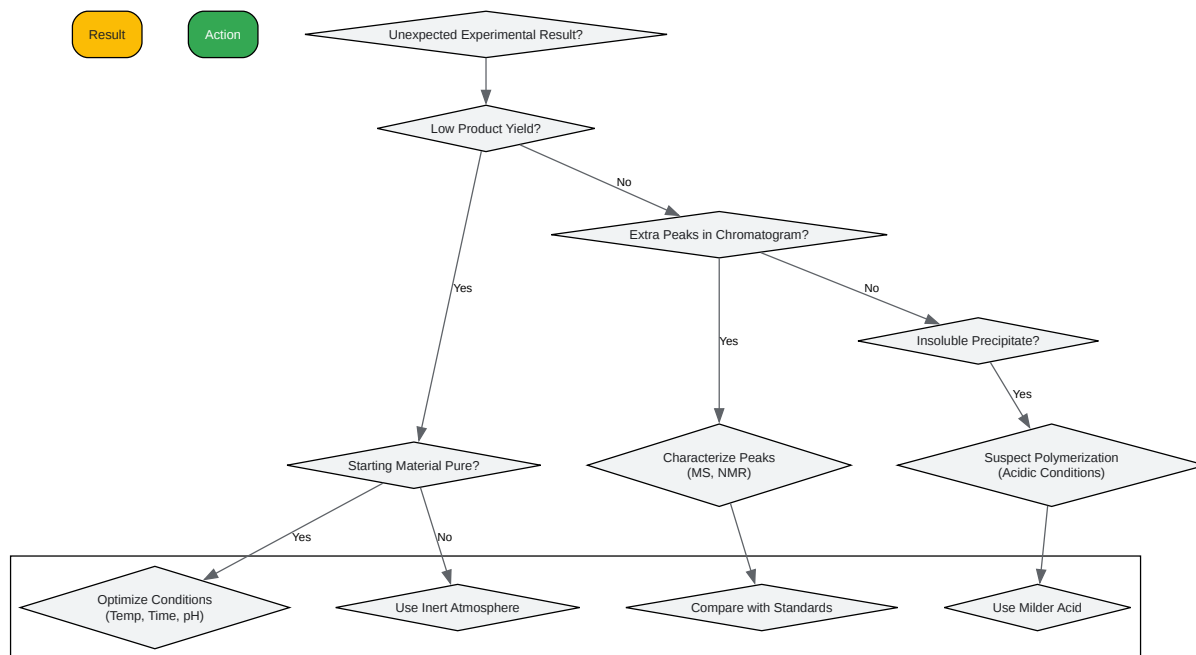 Result
Action
Unexpected Experimental Result?
Low Product Yield?
No
Extra Peaks in Chromatogram?
Yes
No
Insoluble Precipitate?
Yes
Yes
Starting Material Pure?
Characterize Peaks
(MS, NMR)
Suspect Polymerization
(Acidic Conditions)
Yes
No
Optimize Conditions
(Temp, Time, pH)
Use Inert Atmosphere
Compare with Standards
Use Milder Acid